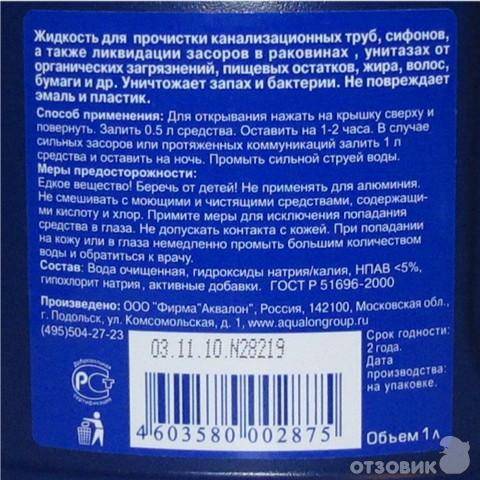 Жидкость для прочистки канализационных труб, сифонов,
а также ликвидации засоров в раковинах , унитазах от
органических загрязнений, пищевых остатков, жира, волос,
бумаги и др. Уничтожает запах и бактерии. Не повреждает
эмаль и пластик.
Способ применения: Для открывания нажать на крышку сверху и
повернуть. Залить 0.5 л средства. Оставить на 1-2 часа. В случае
сильных засоров или протяженных коммуникаций залить 1 л
средства и оставить на ночь. Промыть сильной струей воды.
Меры предосторожности:
Едкое вещество! Беречь от детей! Не применять для алюминия.
Не смешивать с моющими и чистящими средствами, содержащи-
ми кислоту и хлор. Примите меры для исключения попадания
средства в глаза. Не допускать контакта с кожей. При попадании
на кожу или в глаза немедленно промыть большим количеством
воды и обратиться к врачу.
Состав: Вода очищенная, гидроксиды натрия/калия, НПАВ <5%,
гипохлорит натрия, активные добавки. ГОСТ Р 51696-2000
Произведено: ООО "Фирма"Аквалон", Россия, 142100, Московская обл.,
г. Подольск, ул. Комсомольская, д. 1, www.aqualongroup.ru
(495)504-27-23
03.11.10.N28219
Срок годности:
2 года.
Дата
производства:
на упаковке.
Добровольная
РСТ
сертификация
4 603580 002875
Объем 1 л
ОТЗОВИК